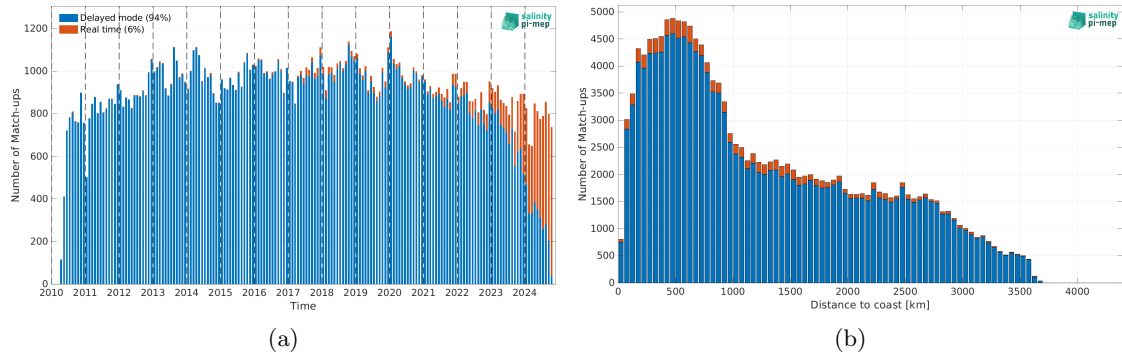 Delayed mode (94%)
Real time (6%)
salinity
pi-mep
1200
1000
800
600
400
200
0
Number of Match-ups
2010 2011 2012 2013 2014 2015 2016 2017 2018 2019 2020 2021 2022 2023 2024
Time
(a)
salinity
pi-mep
5000
4500
4000
3500
3000
2500
2000
1500
1000
500
0
Number of Match-ups
0 500 1000 1500 2000 2500 3000 3500 4000
Distance to coast [km]
(b)